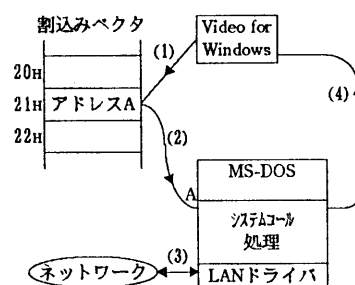 割込みベクタ
Video for
Windows
(1)
20H
21H アドレスA
22H
(2)
(4)
A
MS-DOS
システムコール
処理
(3)
ネットワーク
LANドライバ